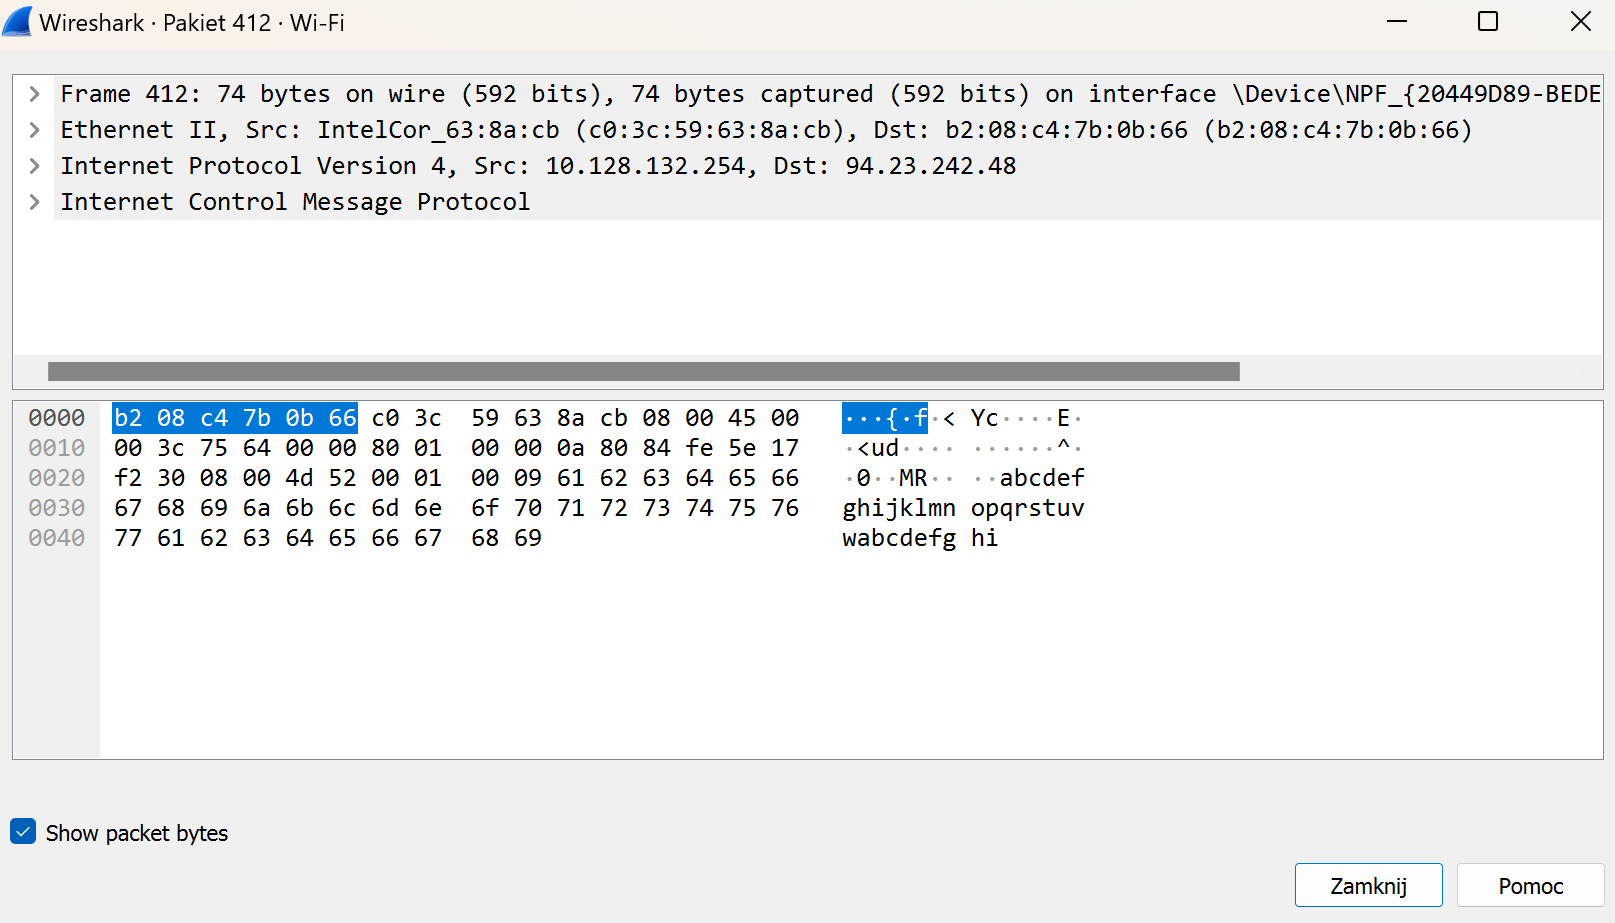 Wireshark · Pakiet 412 · Wi-Fi
Frame 412: 74 bytes on wire (592 bits), 74 bytes captured (592 bits) on interface \Device\NPF_{20449D89-BEDE
Ethernet II, Src: IntelCor_63:8a:cb (c0:3c:59:63:8a:cb), Dst: b2:08:c4:7b:0b:66 (b2:08:c4:7b:0b:66)
Internet Protocol Version 4, Src: 10.128.132.254, Dst: 94.23.242.48
Internet Control Message Protocol
0000 b2 08 c4 7b 0b 66 c0 3c 59 63 8a cb 08 00 45 00 ···{·f·< Yc····E·
0010 00 3c 75 64 00 00 80 01 00 00 0a 80 84 fe 5e 17 ·<ud···· ······^·
0020 f2 30 08 00 4d 52 00 01 00 09 61 62 63 64 65 66 ·0··MR·· ··abcdef
0030 67 68 69 6a 6b 6c 6d 6e 6f 70 71 72 73 74 75 76 ghijklmn opqrstuv
0040 77 61 62 63 64 65 66 67 68 69 wabcdefg hi
Show packet bytes
Zamknij
Pomoc